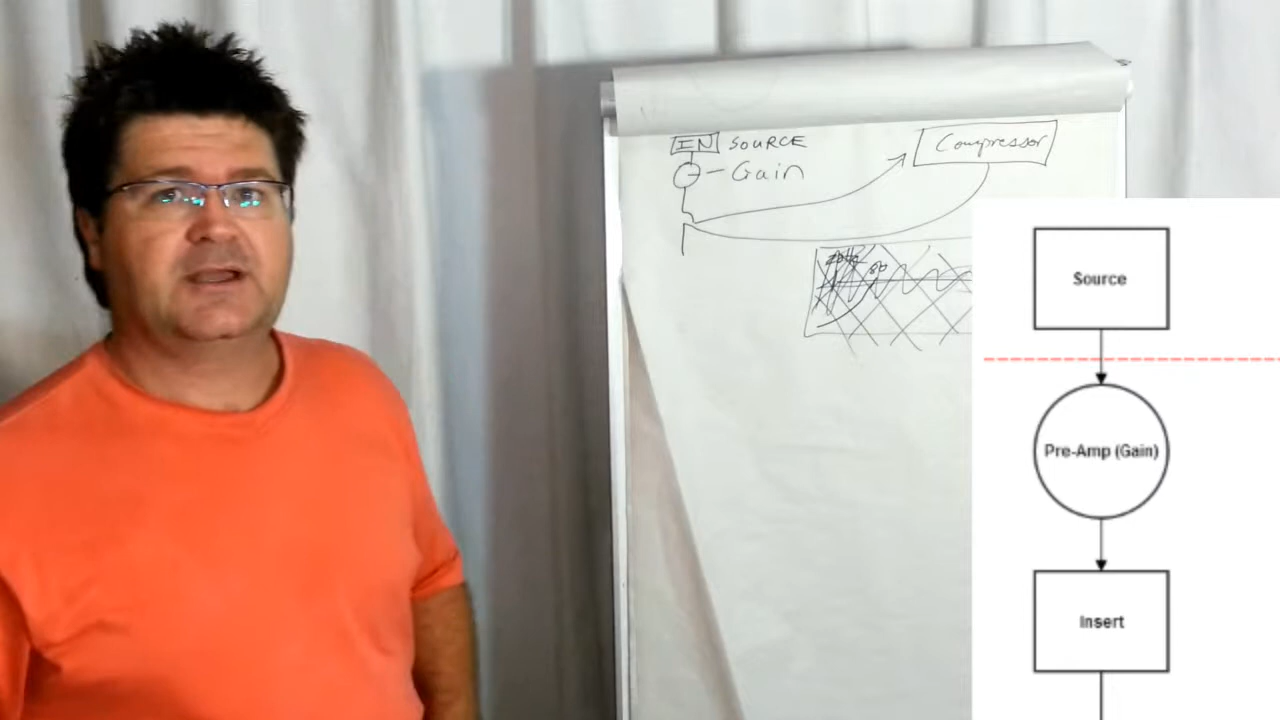 IN SOURCE
Compressor
Gain
Source
Pre-Amp (Gain)
Insert